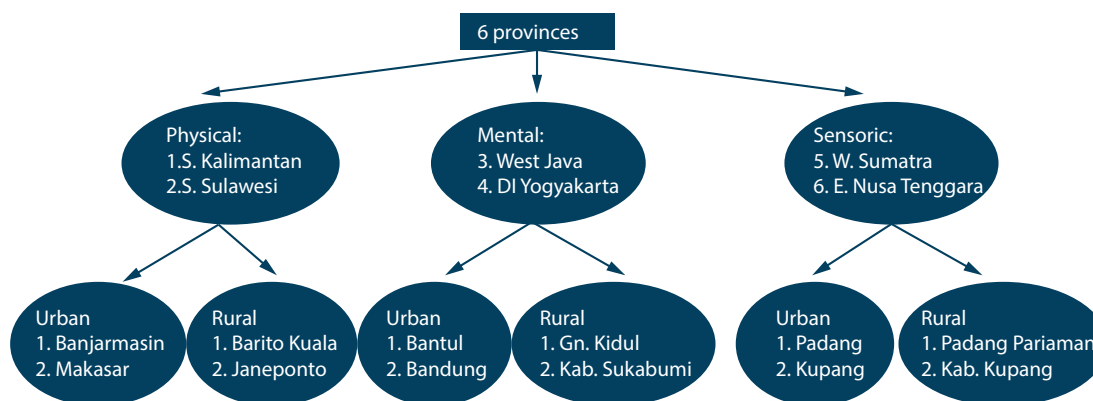 6 provinces
Physical:
1.S. Kalimantan
2.S. Sulawesi
Mental:
3. West Java
4. DI Yogyakarta
Sensoric:
5. W. Sumatra
6. E. Nusa Tenggara
Urban
1. Banjarmasin
2. Makasar
Rural
1. Barito Kuala
2. Janeponto
Urban
1. Bantul
2. Bandung
Rural
1. Gn. Kidul
2. Kab. Sukabumi
Urban
1. Padang
2. Kupang
Rural
1. Padang Pariaman
2. Kab. Kupang